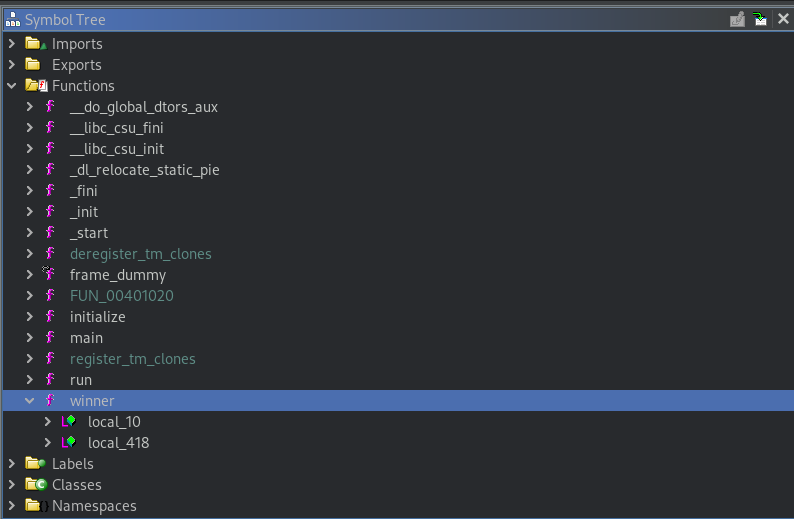 Symbol Tree
Imports
Exports
Functions
__do_global_dtors_aux
__libc_csu_fini
__libc_csu_init
_dl_relocate_static_pie
_fini
_init
_start
deregister_tm_clones
frame_dummy
FUN_00401020
initialize
main
register_tm_clones
run
winner
local_10
local_418
Labels
Classes
Namespaces